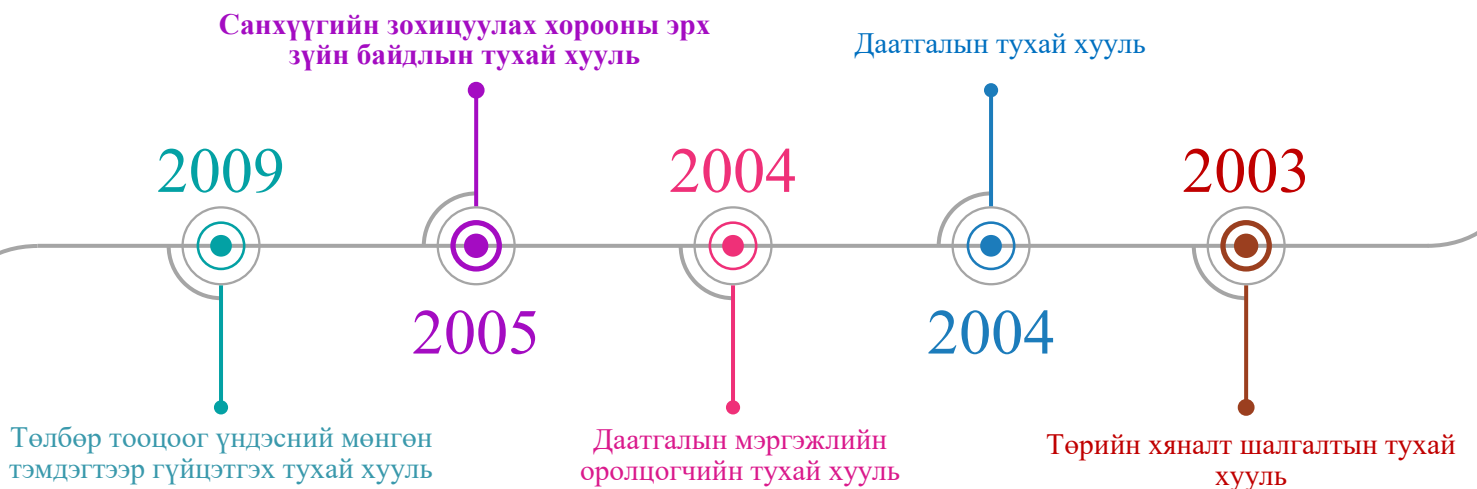 Санхүүгийн зохицуулах хорооны эрх
зүйн байдлын тухай хууль
Даатгалын тухай хууль
2009
2004
2003
2005
2004
Төлбөр тооцоог үндэсний мөнгөн
тэмдэгтээр гүйцэтгэх тухай хууль
Даатгалын мэргэжлийн
оролцогчийн тухай хууль
Төрийн хяналт шалгалтын тухай
хууль